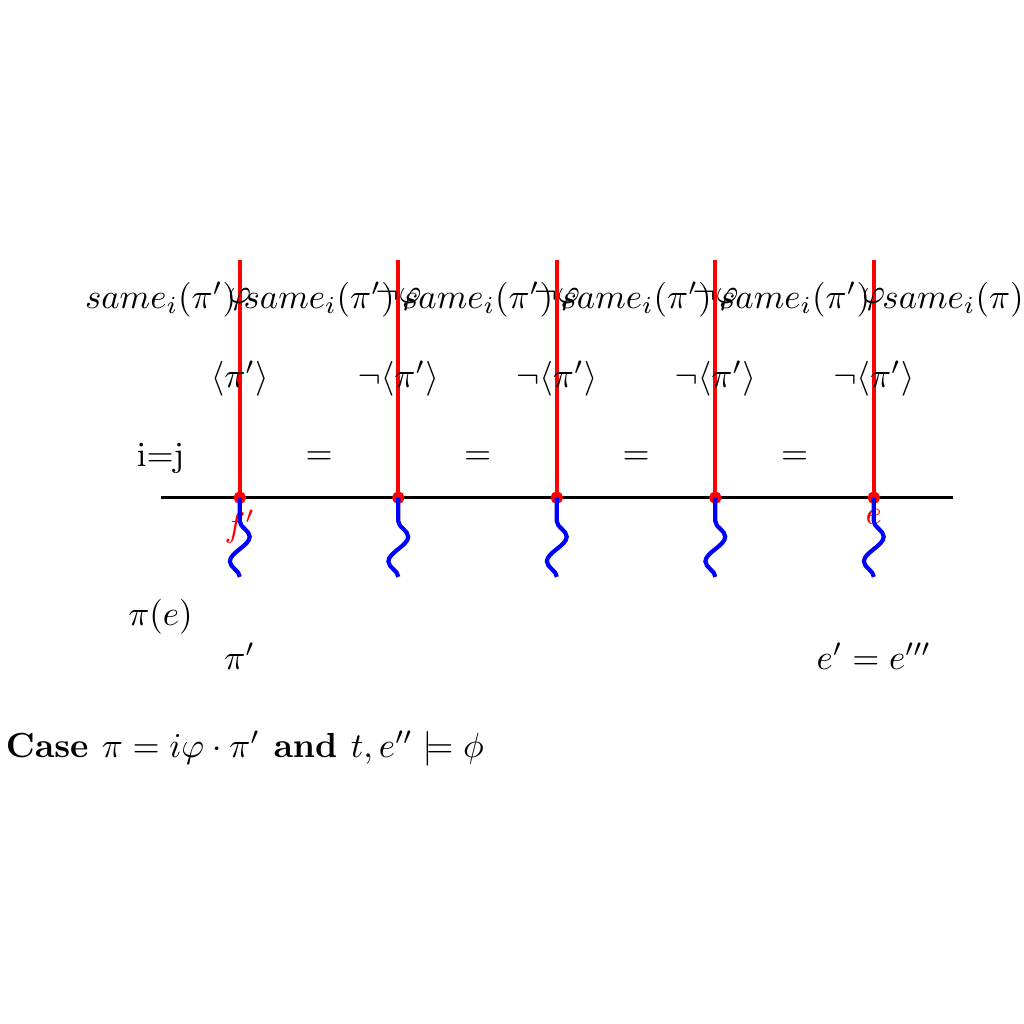 same_i(π') φ same_i(π') ¬φ same_i(π') ¬φ same_i(π') ¬φ same_i(π') φ same_i(π)
⟨π'⟩ ¬⟨π'⟩ ¬⟨π'⟩ ¬⟨π'⟩ ¬⟨π'⟩
i=j = = = =
f' e
π(e)
π' e' = e'''
Case π = iφ · π' and t, e'' ⊨ ϕ